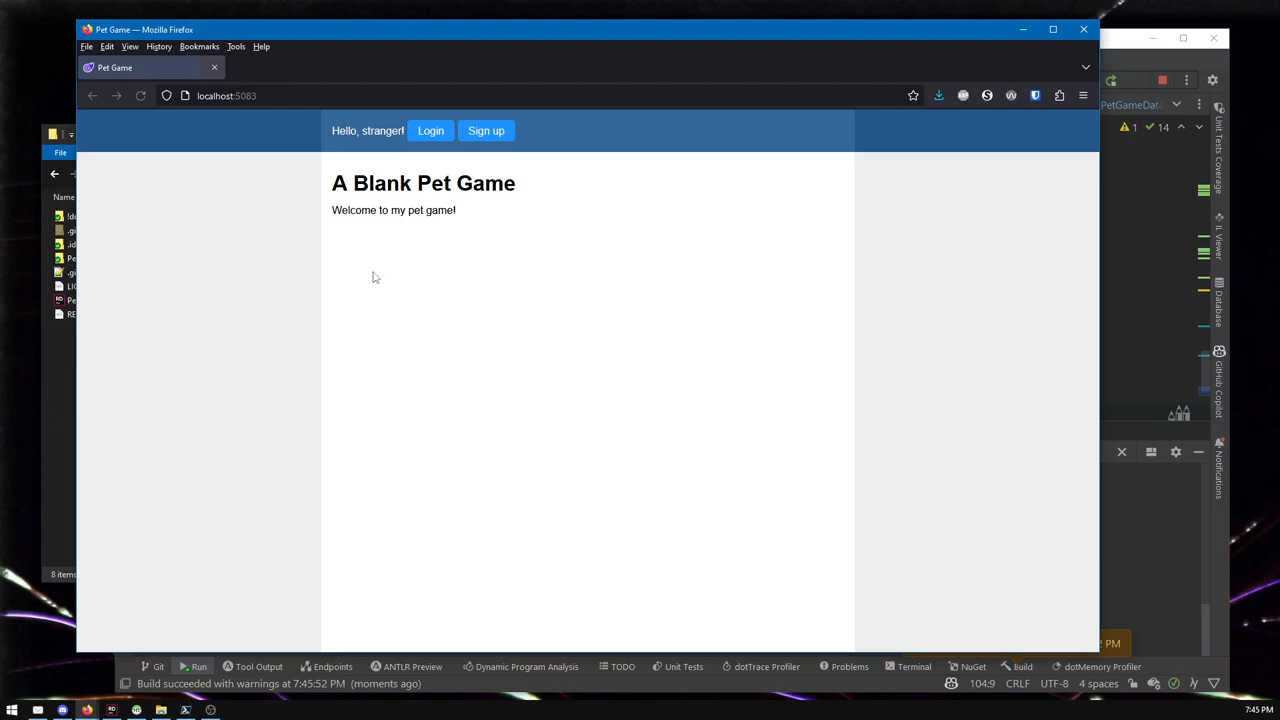 Pet Game — Mozilla Firefox
File Edit View History Bookmarks Tools Help
Pet Game
localhost:5083
Hello, stranger! Login Sign up
A Blank Pet Game
Welcome to my pet game!
File
Name
8 items
PetGameDat
1 14
Unit Tests Coverage
IL Viewer
Database
GitHub Copilot
Notifications
PM
Git Run Tool Output Endpoints ANTLR Preview Dynamic Program Analysis TODO Unit Tests dotTrace Profiler Problems Terminal NuGet Build dotMemory Profiler
Build succeeded with warnings at 7:45:52 PM (moments ago)
104:9 CRLF UTF-8 4 spaces
7:45 PM